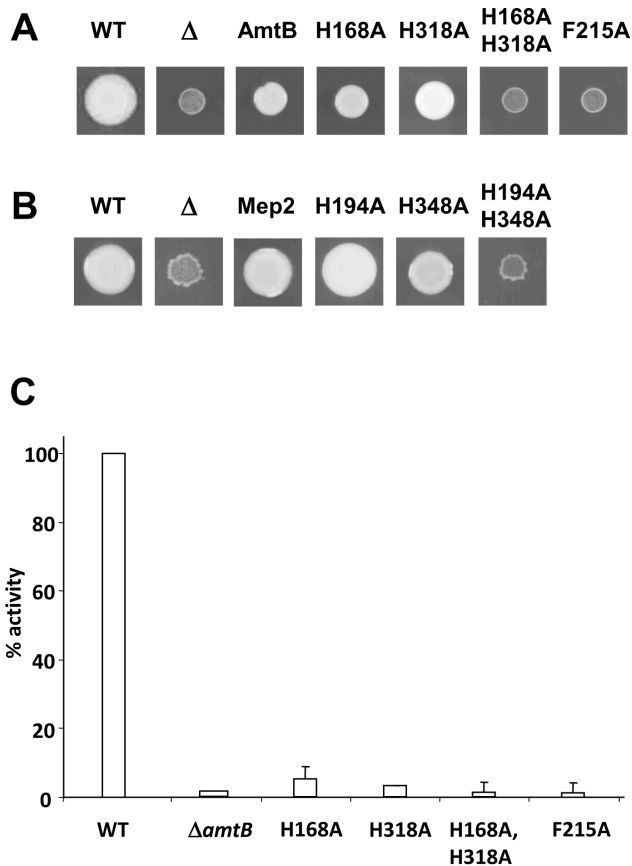 A
WT Δ AmtB H168A H318A H168A H318A F215A
B
WT Δ Mep2 H194A H348A H194A H348A
C
100
80
60
40
20
0
% activity
WT ΔamtB H168A H318A H168A, H318A F215A